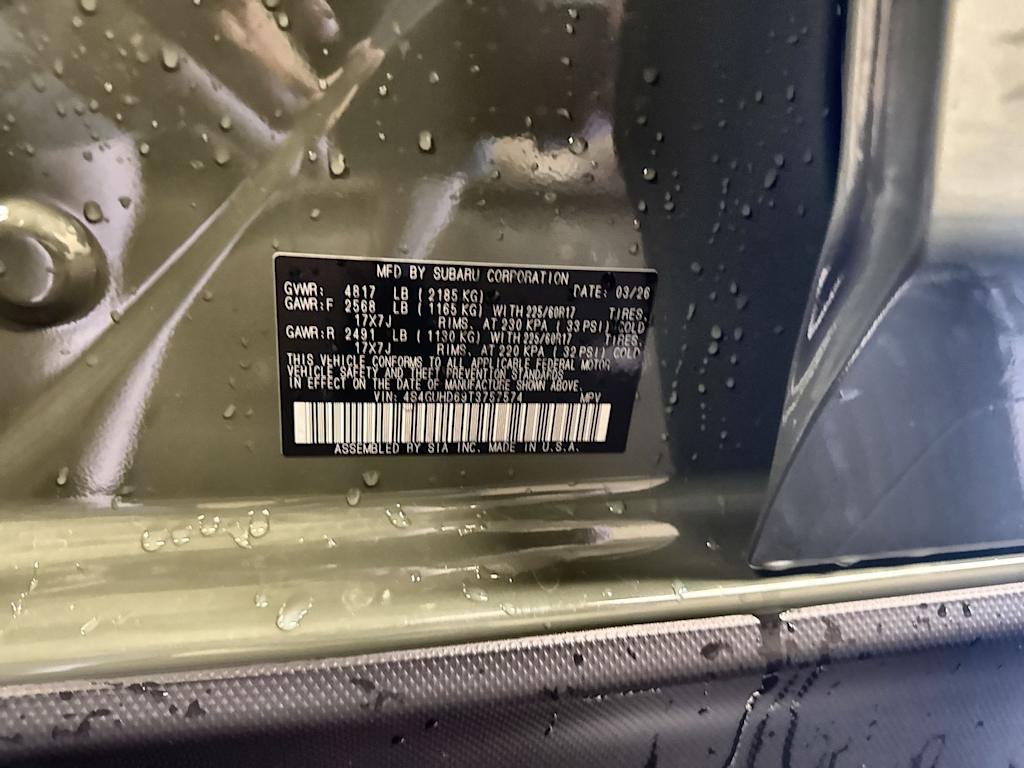 MFD BY SUBARU CORPORATION
GVWR: 4817 LB ( 2185 KG) DATE: 03/26
GAWR:F 2568 LB ( 1165 KG) WITH 225/60R17 TIRES,
17X7J RIMS, AT 230 KPA ( 33 PSI) COLD
GAWR:R 2491 LB ( 1130 KG) WITH 225/60R17 TIRES,
17X7J RIMS, AT 220 KPA ( 32 PSI) COLD
THIS VEHICLE CONFORMS TO ALL APPLICABLE FEDERAL MOTOR
VEHICLE SAFETY AND THEFT PREVENTION STANDARDS
IN EFFECT ON THE DATE OF MANUFACTURE SHOWN ABOVE.
VIN: 4S4GUHD69T3757574 MPV
ASSEMBLED BY SIA INC. MADE IN U.S.A.